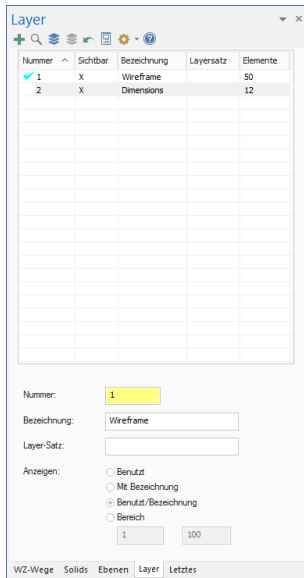 Layer
Nummer Sichtbar Bezeichnung Layersatz Elemente
1 X Wireframe 50
2 X Dimensions 12
Nummer: 1
Bezeichnung: Wireframe
Layer-Satz:
Anzeigen: Benutzt
Mit Bezeichnung
Benutzt/Bezeichnung
Bereich
1 100
WZ-Wege Solids Ebenen Layer Letztes